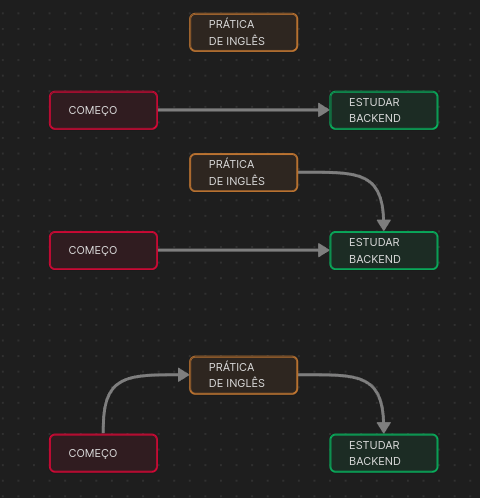 PRÁTICA
DE INGLÊS
COMEÇO
ESTUDAR
BACKEND
PRÁTICA
DE INGLÊS
COMEÇO
ESTUDAR
BACKEND
PRÁTICA
DE INGLÊS
COMEÇO
ESTUDAR
BACKEND